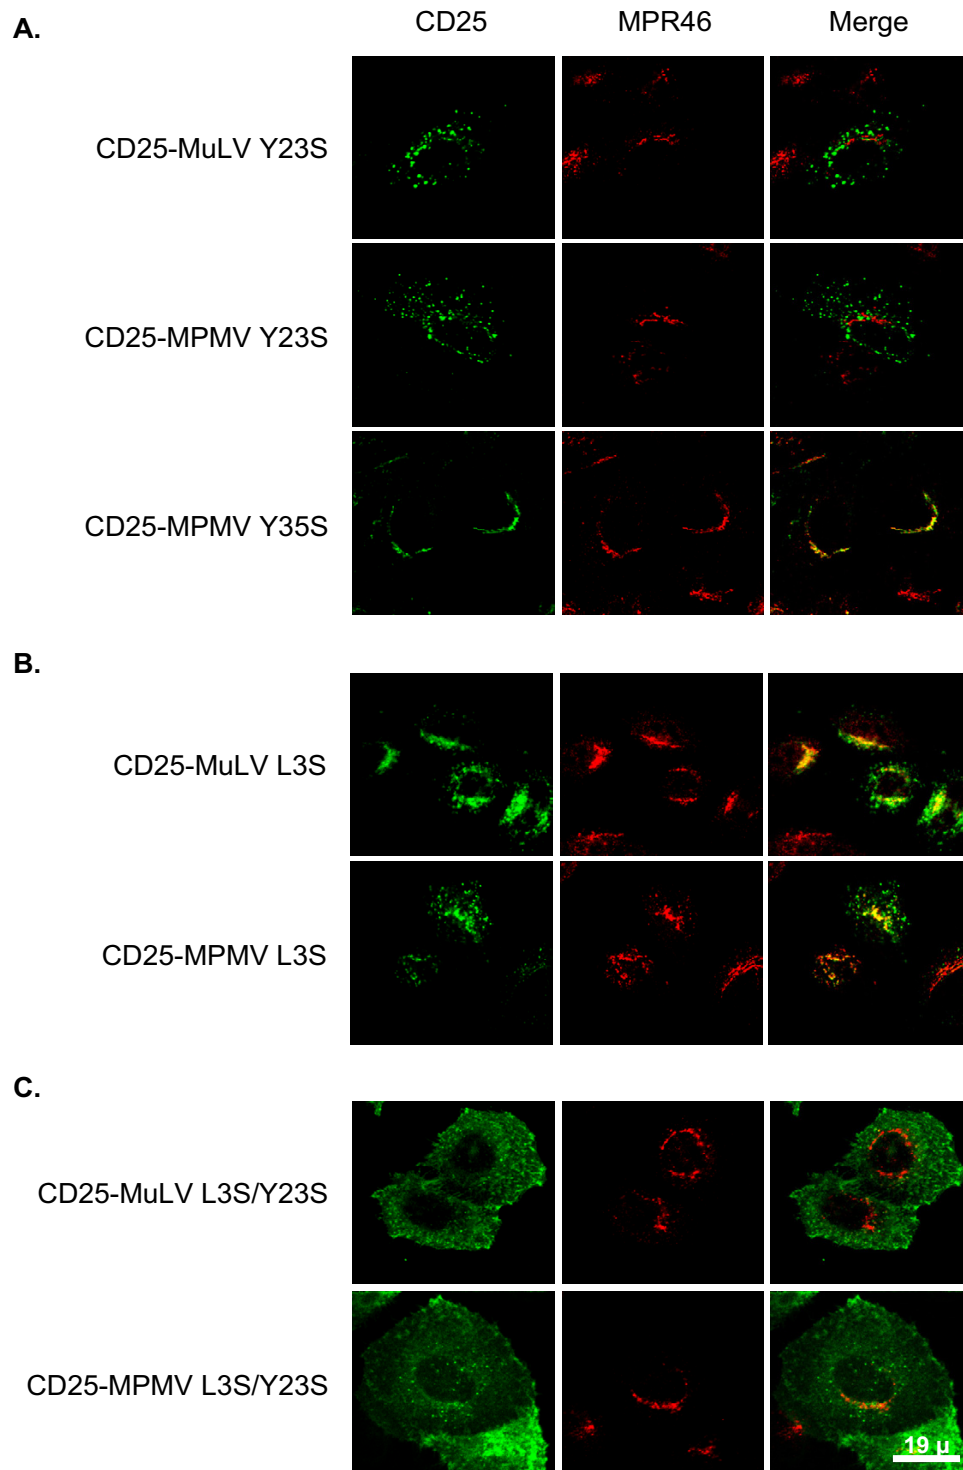 A.
CD25 MPR46 Merge
CD25-MuLV Y23S
CD25-MPMV Y23S
CD25-MPMV Y35S
B.
CD25-MuLV L3S
CD25-MPMV L3S
C.
CD25-MuLV L3S/Y23S
CD25-MPMV L3S/Y23S
19 µ